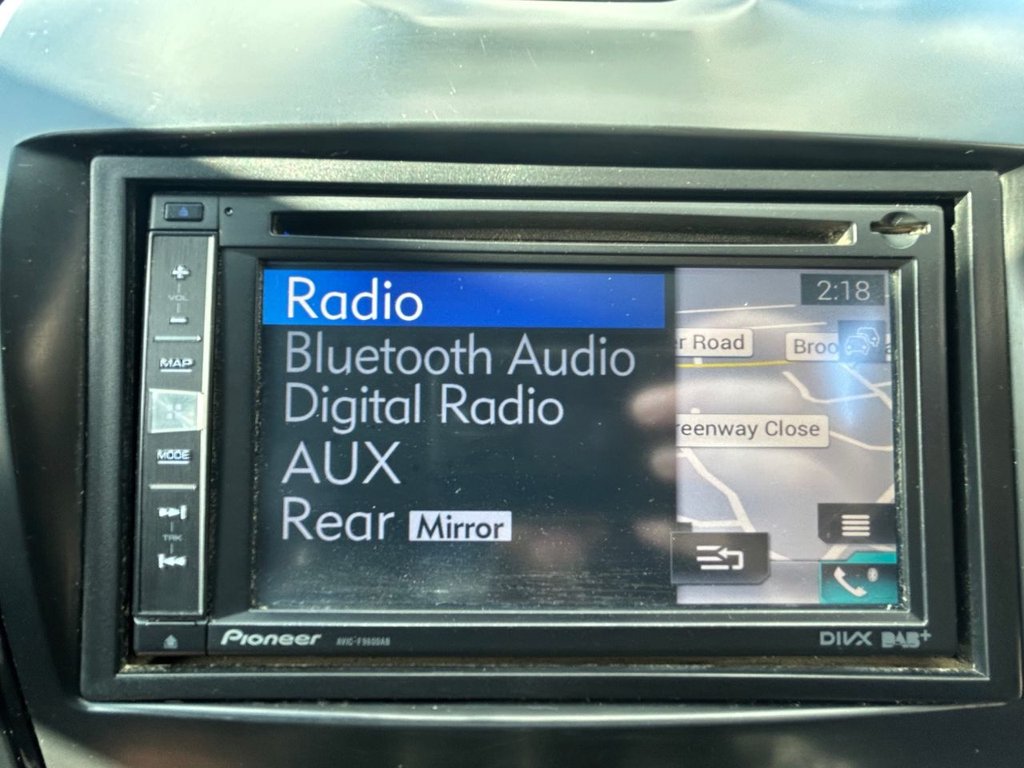 Radio
Bluetooth Audio
Digital Radio
AUX
Rear Mirror
2:18
er Road
Broo
reenway Close
VOL
MAP
MODE
TRK
Pioneer
DIVX DAB+